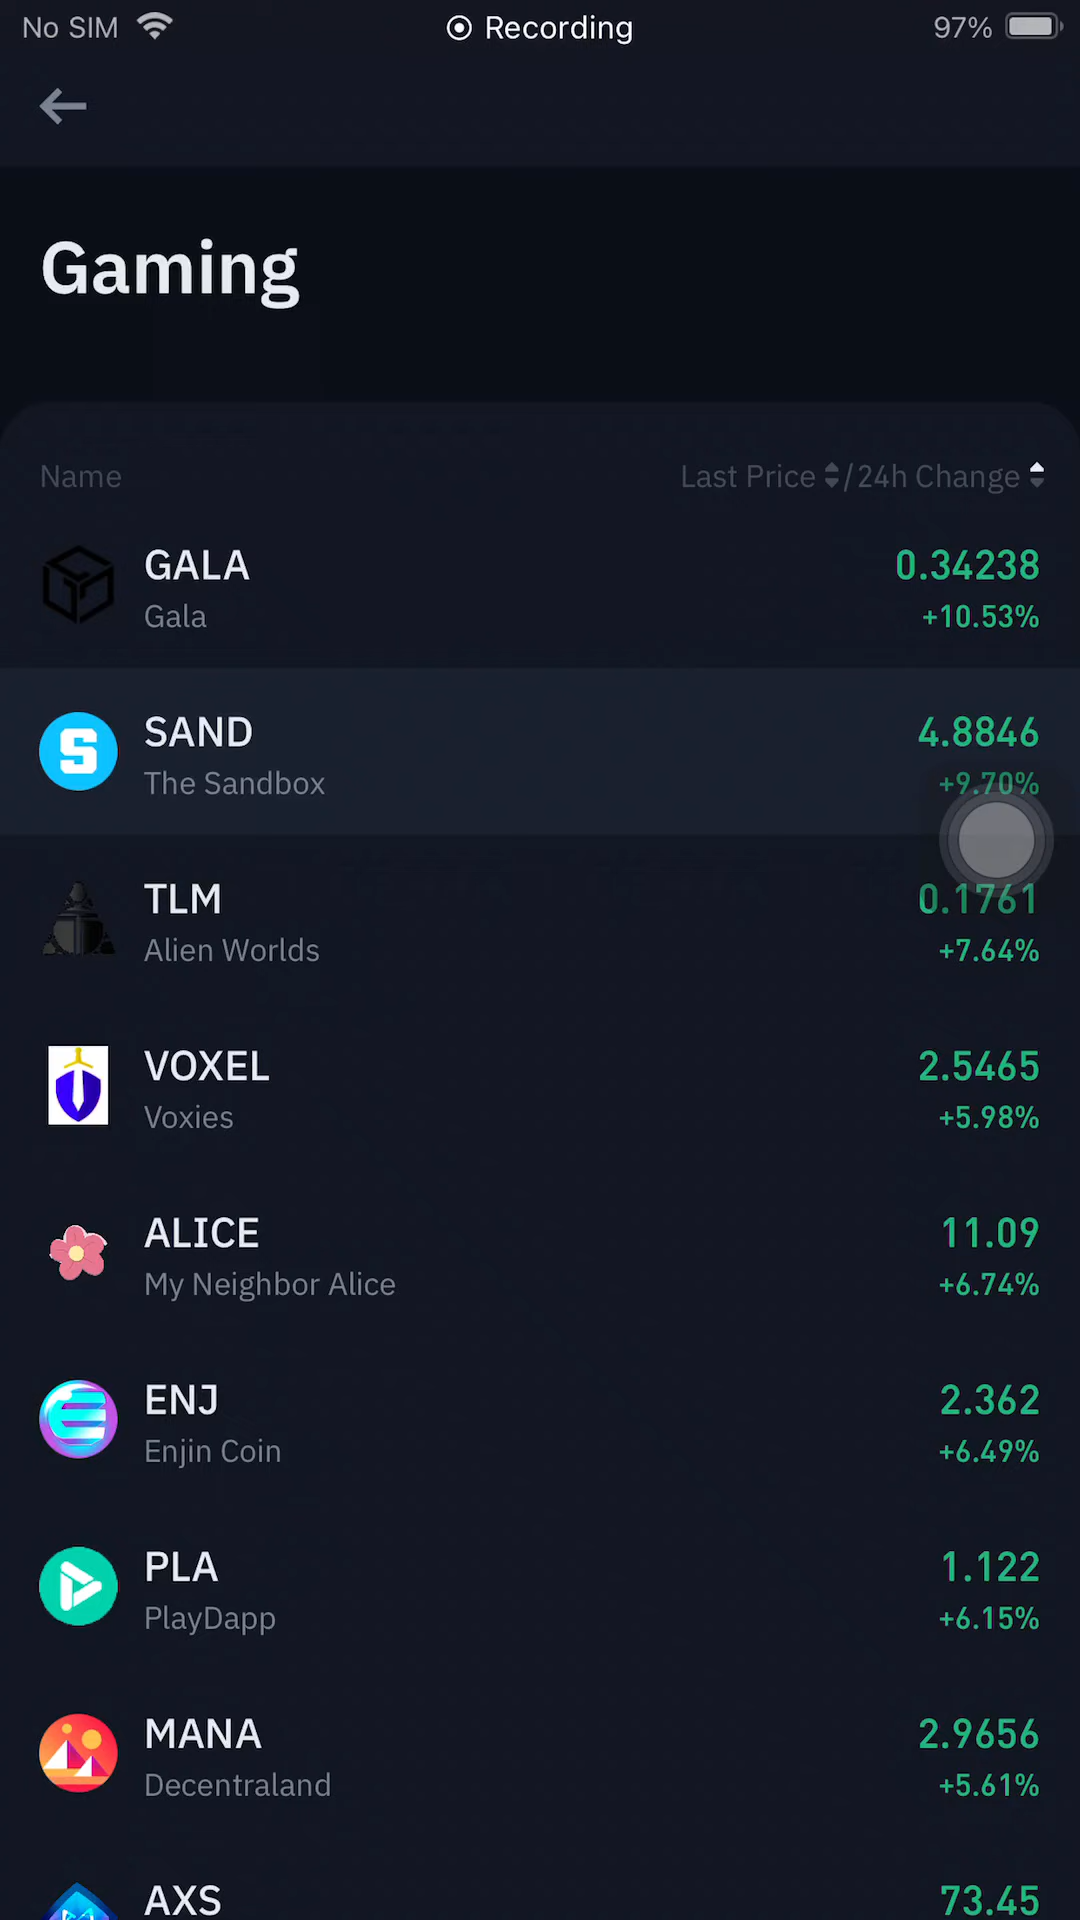 No SIM Recording 97%
Gaming
Name Last Price / 24h Change
GALA 0.34238
Gala +10.53%
SAND 4.8846
The Sandbox +9.70%
TLM 0.1761
Alien Worlds +7.64%
VOXEL 2.5465
Voxies +5.98%
ALICE 11.09
My Neighbor Alice +6.74%
ENJ 2.362
Enjin Coin +6.49%
PLA 1.122
PlayDapp +6.15%
MANA 2.9656
Decentraland +5.61%
AXS 73.45